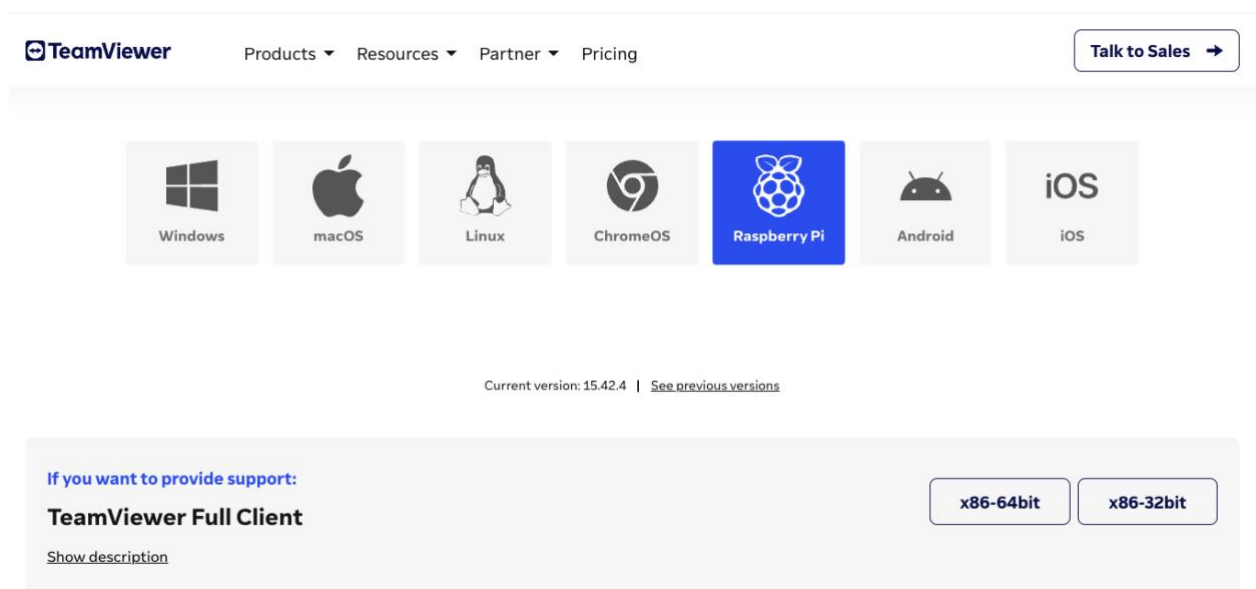 TeamViewer Products Resources Partner Pricing Talk to Sales
iOS
Windows macOS Linux ChromeOS Raspberry Pi Android iOS
Current version: 15.42.4 | See previous versions
If you want to provide support:
TeamViewer Full Client
x86-64bit x86-32bit
Show description